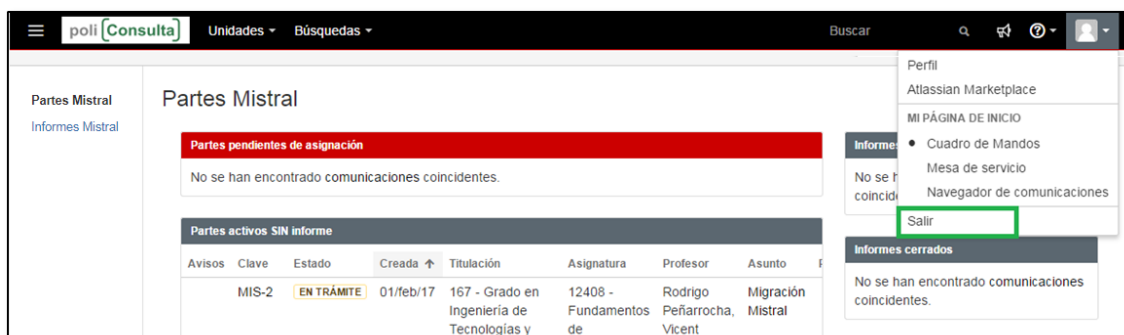 poli[Consulta] Unidades Búsquedas Buscar
Perfil
Atlassian Marketplace
MI PÁGINA DE INICIO
Cuadro de Mandos
Mesa de servicio
Navegador de comunicaciones
Salir
Partes Mistral
Informes Mistral
Partes Mistral
Partes pendientes de asignación
No se han encontrado comunicaciones coincidentes.
Partes activos SIN informe
Avisos Clave Estado Creada Titulación Asignatura Profesor Asunto
MIS-2 EN TRÁMITE 01/feb/17 167 - Grado en 12408 - Rodrigo Migración
Ingeniería de Fundamentos Peñarrocha, Mistral
Tecnologías y de Vicent
No se
Informes cerrados
No se han encontrado comunicaciones
coincidentes.